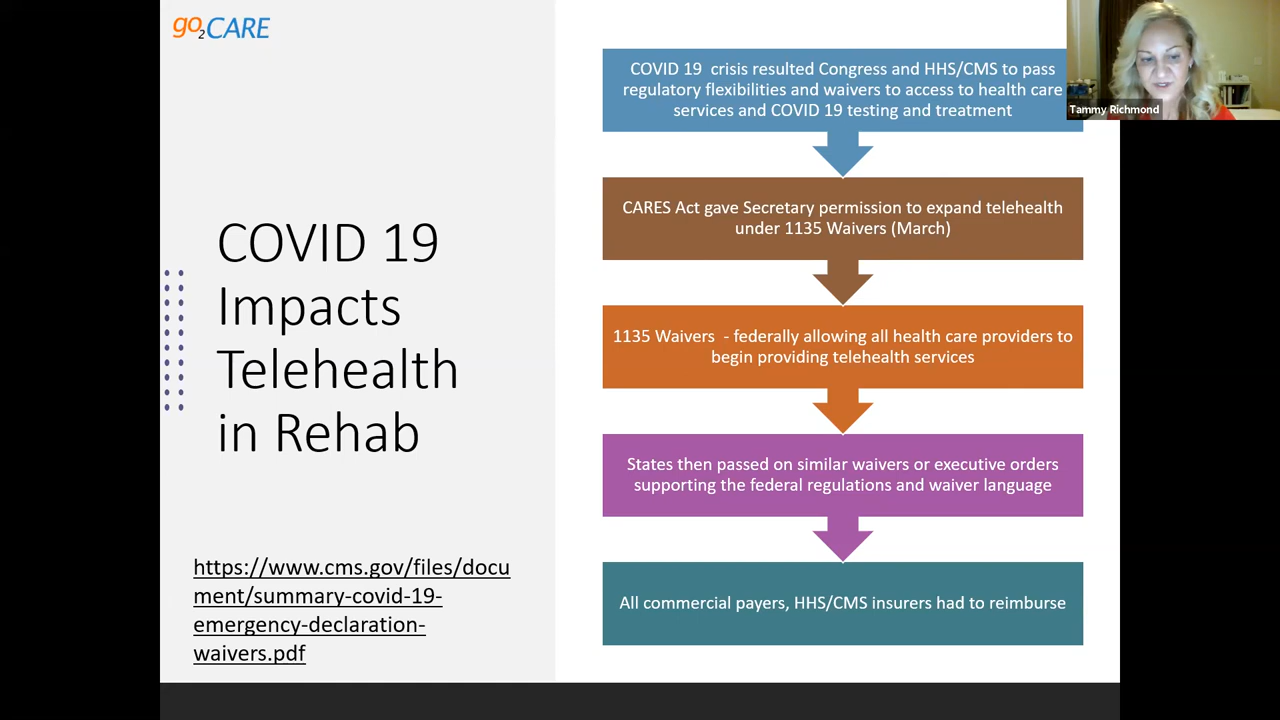 go2CARE
COVID 19
Impacts
Telehealth
in Rehab
https://www.cms.gov/files/docu
ment/summary-covid-19-
emergency-declaration-
waivers.pdf
COVID 19  crisis resulted Congress and HHS/CMS to pass
regulatory flexibilities and waivers to access to health care
services and COVID 19 testing and treatment
CARES Act gave Secretary permission to expand telehealth
under 1135 Waivers (March)
1135 Waivers  - federally allowing all health care providers to
begin providing telehealth services
States then passed on similar waivers or executive orders
supporting the federal regulations and waiver language
All commercial payers, HHS/CMS insurers had to reimburse
Tammy Richmond